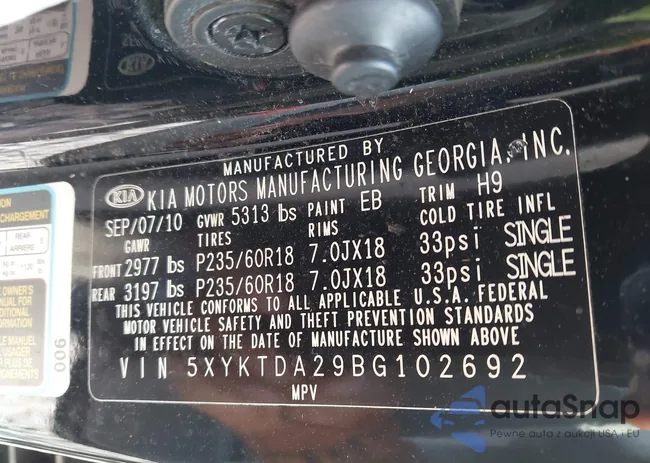 MANUFACTURED BY
KIA KIA MOTORS MANUFACTURING GEORGIA, INC.
SEP/07/10 GVWR 5313 lbs PAINT EB TRIM H9
GAWR TIRES RIMS COLD TIRE INFL
FRONT 2977 lbs P235/60R18 7.0JX18 33psi SINGLE
REAR 3197 lbs P235/60R18 7.0JX18 33psi SINGLE
THIS VEHICLE CONFORMS TO ALL APPLICABLE U.S.A. FEDERAL
MOTOR VEHICLE SAFETY AND THEFT PREVENTION STANDARDS
IN EFFECT ON THE DATE OF MANUFACTURE SHOWN ABOVE
VIN 5XYKTDA29BG102692
MPV
006
autoSnap
Pewne auta z aukcji USA i EU